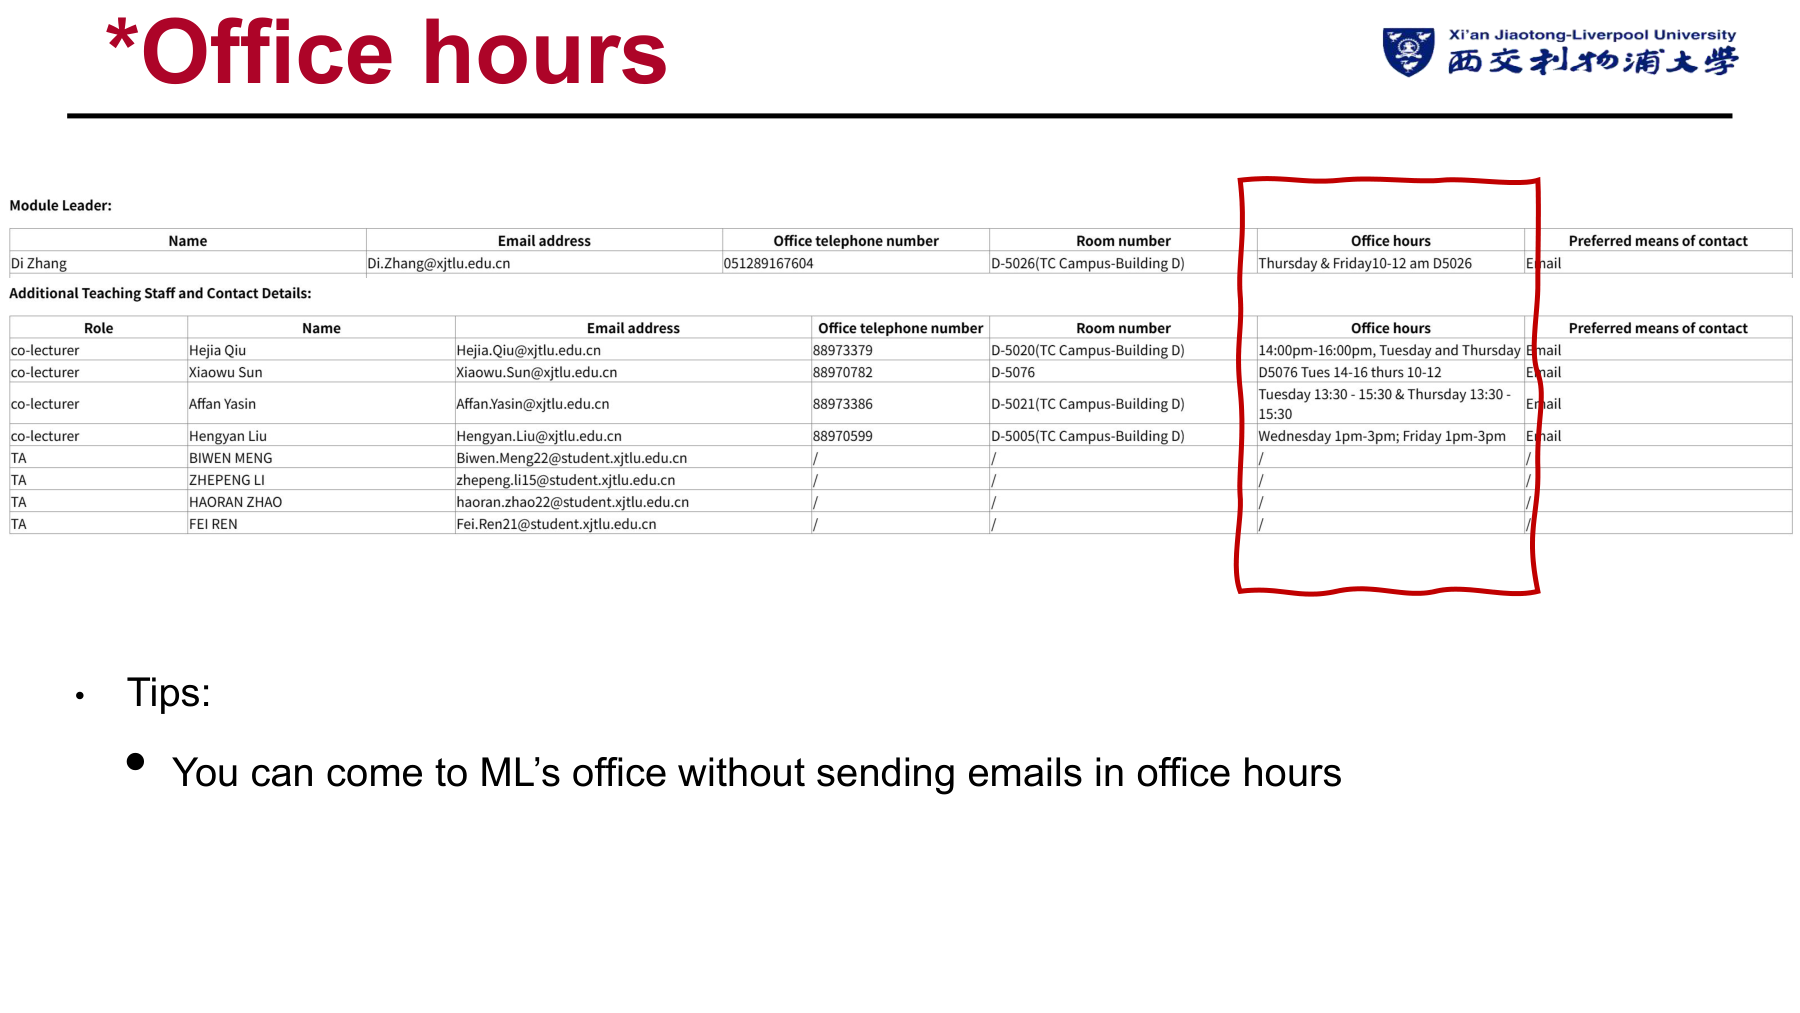 *Office hours
Xi'an Jiaotong-Liverpool University
西交利物浦大學
Module Leader:
Name Email address Office telephone number Room number Office hours Preferred means of contact
Di Zhang Di.Zhang@xjtlu.edu.cn 051289167604 D-5026(TC Campus-Building D) Thursday & Friday10-12 am D5026 Email
Additional Teaching Staff and Contact Details:
Role Name Email address Office telephone number Room number Office hours Preferred means of contact
co-lecturer Hejia Qiu Hejia.Qiu@xjtlu.edu.cn 88973379 D-5020(TC Campus-Building D) 14:00pm-16:00pm, Tuesday and Thursday Email
co-lecturer Xiaowu Sun Xiaowu.Sun@xjtlu.edu.cn 88970782 D-5076 D5076 Tues 14-16 thurs 10-12 Email
co-lecturer Affan Yasin Affan.Yasin@xjtlu.edu.cn 88973386 D-5021(TC Campus-Building D) Tuesday 13:30 - 15:30 & Thursday 13:30 - Email
15:30
co-lecturer Hengyan Liu Hengyan.Liu@xjtlu.edu.cn 88970599 D-5005(TC Campus-Building D) Wednesday 1pm-3pm; Friday 1pm-3pm Email
TA BIWEN MENG Biwen.Meng22@student.xjtlu.edu.cn / / / /
TA ZHEPENG LI zhepeng.li15@student.xjtlu.edu.cn / / / /
TA HAORAN ZHAO haoran.zhao22@student.xjtlu.edu.cn / / / /
TA FEI REN Fei.Ren21@student.xjtlu.edu.cn / / / /
• Tips:
• You can come to ML’s office without sending emails in office hours